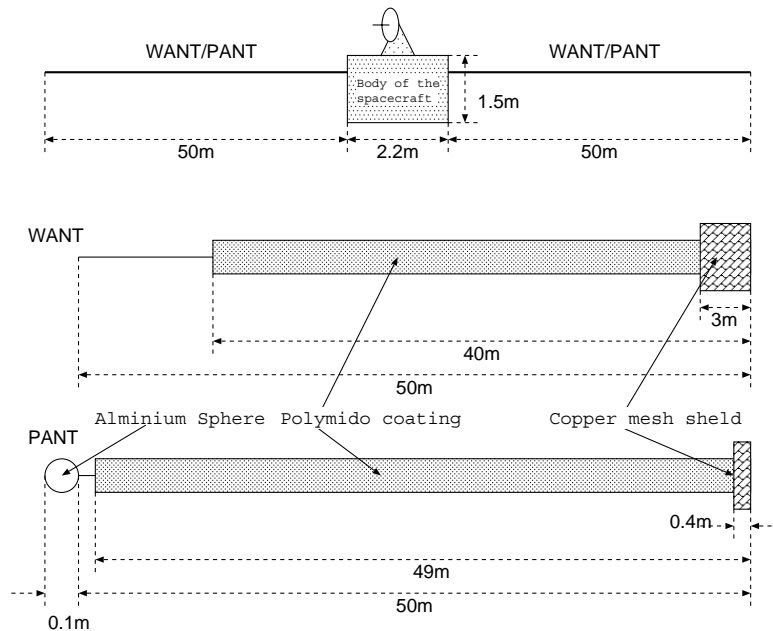 WANT/PANT
WANT/PANT
Body of the
spacecraft
1.5m
50m
2.2m
50m
WANT
3m
40m
50m
Alminium Sphere
Polymido coating
Copper mesh sheld
PANT
0.4m
49m
50m
0.1m